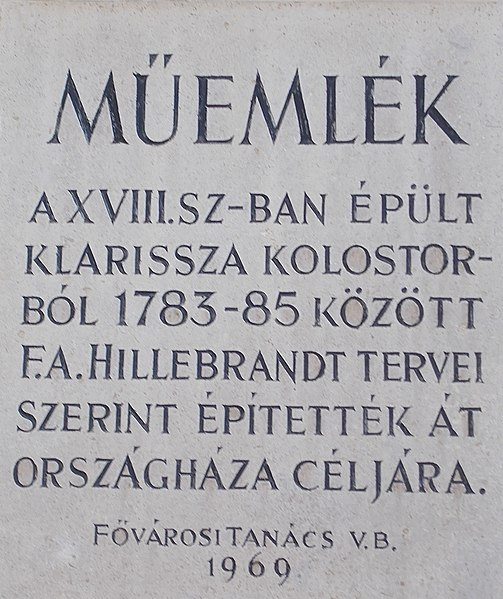 MŰEMLÉK
A XVIII.SZ-BAN ÉPÜLT
KLARISSZA KOLOSTOR-
BÓL 1783-85 KÖZÖTT
F.A. HILLEBRANDT TERVEI
SZERINT ÉPÍTETTÉK ÁT
ORSZÁGHÁZA CÉLJÁRA.
FŐVÁROSI TANÁCS V.B.
1969